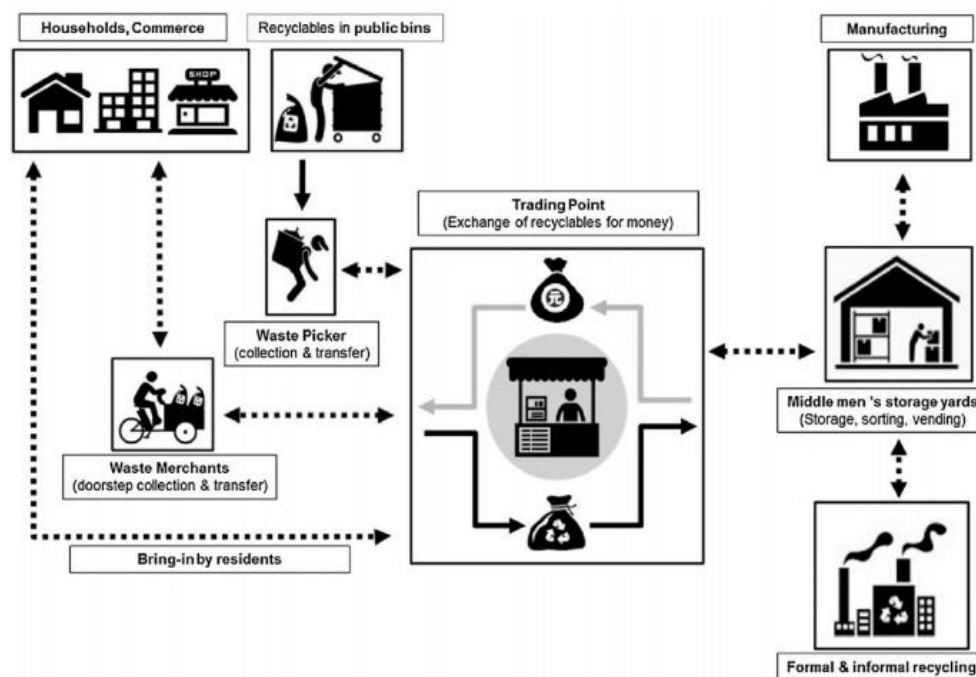 Households, Commerce
Recyclables in public bins
Manufacturing
SHOP
Trading Point
(Exchange of recyclables for money)
元
Waste Picker
(collection & transfer)
Waste Merchants
(doorstep collection & transfer)
Middle men 's storage yards
(Storage, sorting, vending)
Bring-in by residents
Formal & informal recycling